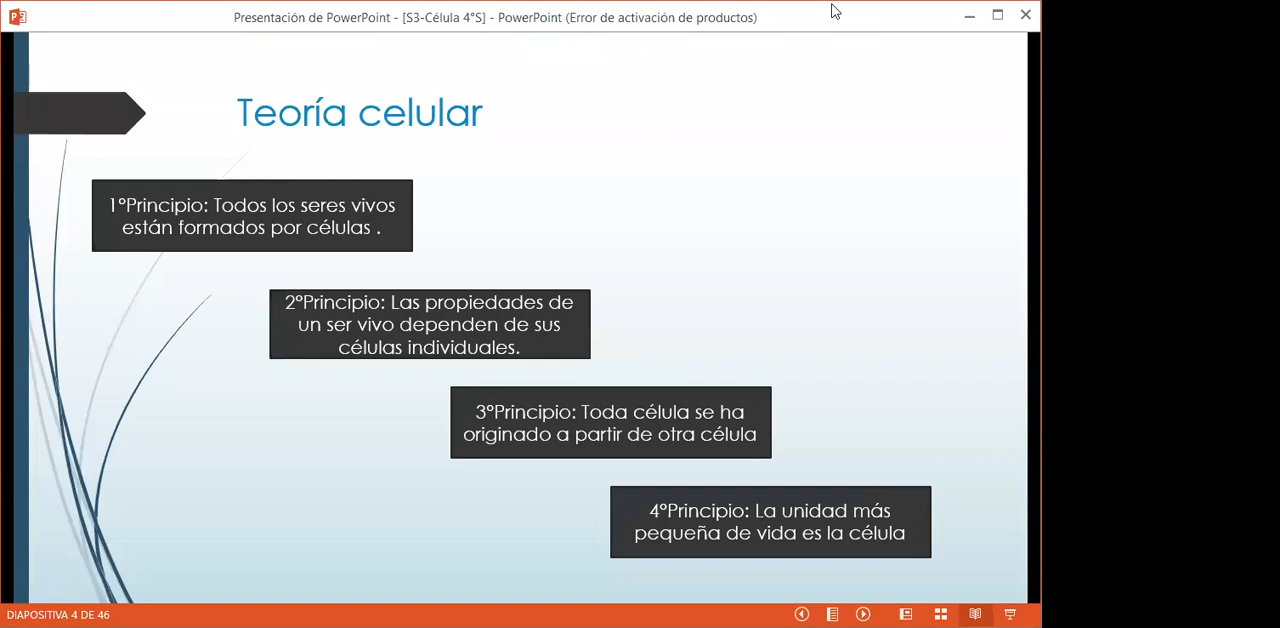 Presentación de PowerPoint - [S3-Célula 4°S] - PowerPoint (Error de activación de productos)
Teoría celular
1°Principio: Todos los seres vivos
están formados por células .
2°Principio: Las propiedades de
un ser vivo dependen de sus
células individuales.
3°Principio: Toda célula se ha
originado a partir de otra célula
4°Principio: La unidad más
pequeña de vida es la célula
DIAPOSITIVA 4 DE 46